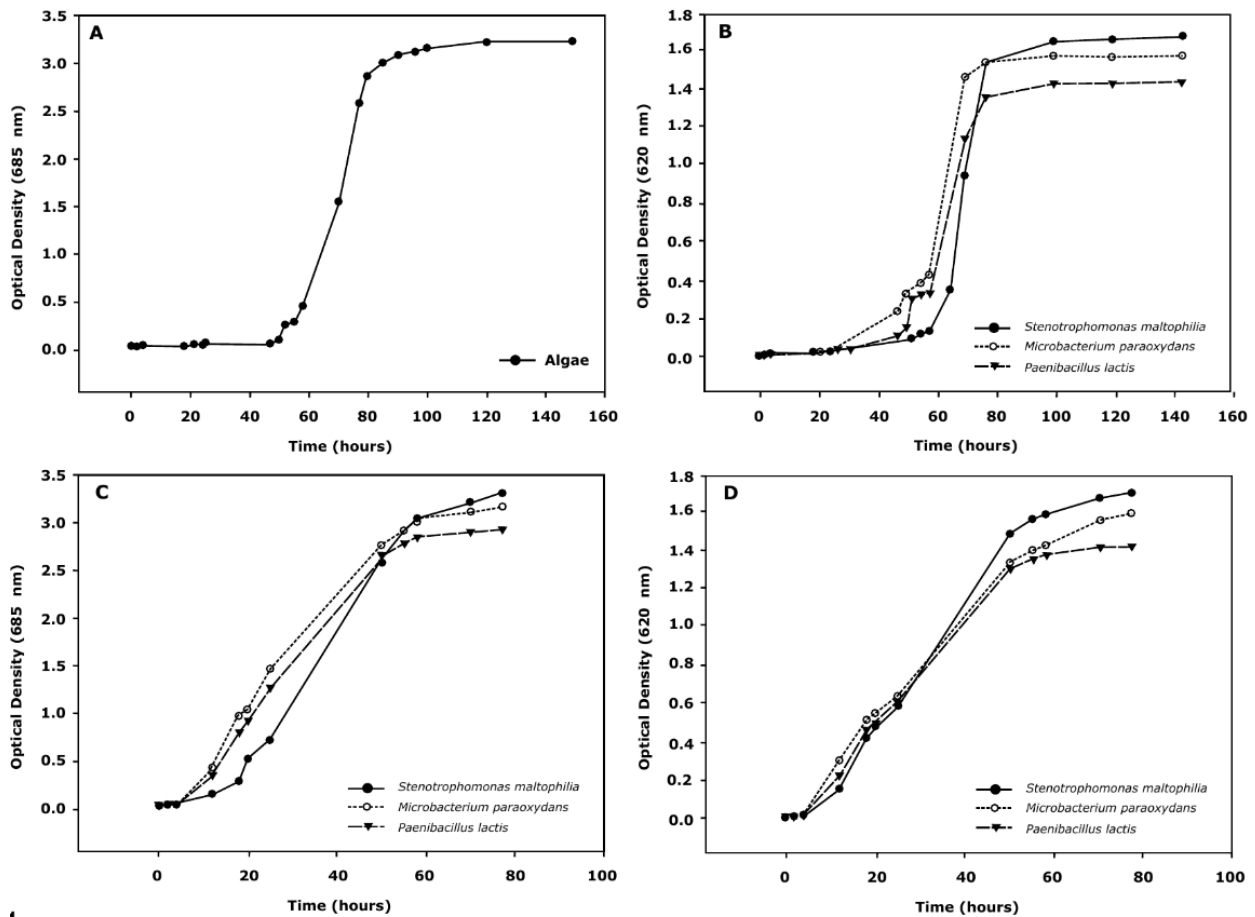 A
3.5
3.0
2.5
2.0
1.5
1.0
0.5
0.0
Optical Density (685 nm)
Algae
0 20 40 60 80 100 120 140 160
Time (hours)
B
1.8
1.6
1.4
1.2
1.0
0.8
0.6
0.4
0.2
0.0
Optical Density (620 nm)
Stenotrophomonas maltophilia
Microbacterium paraoxydans
Paenibacillus lactis
0 20 40 60 80 100 120 140 160
Time (hours)
C
3.5
3.0
2.5
2.0
1.5
1.0
0.5
0.0
Optical Density (685 nm)
Stenotrophomonas maltophilia
Microbacterium paraoxydans
Paenibacillus lactis
0 20 40 60 80 100
Time (hours)
D
1.8
1.6
1.4
1.2
1.0
0.8
0.6
0.4
0.2
0.0
Optical Density (620 nm)
Stenotrophomonas maltophilia
Microbacterium paraoxydans
Paenibacillus lactis
0 20 40 60 80 100
Time (hours)